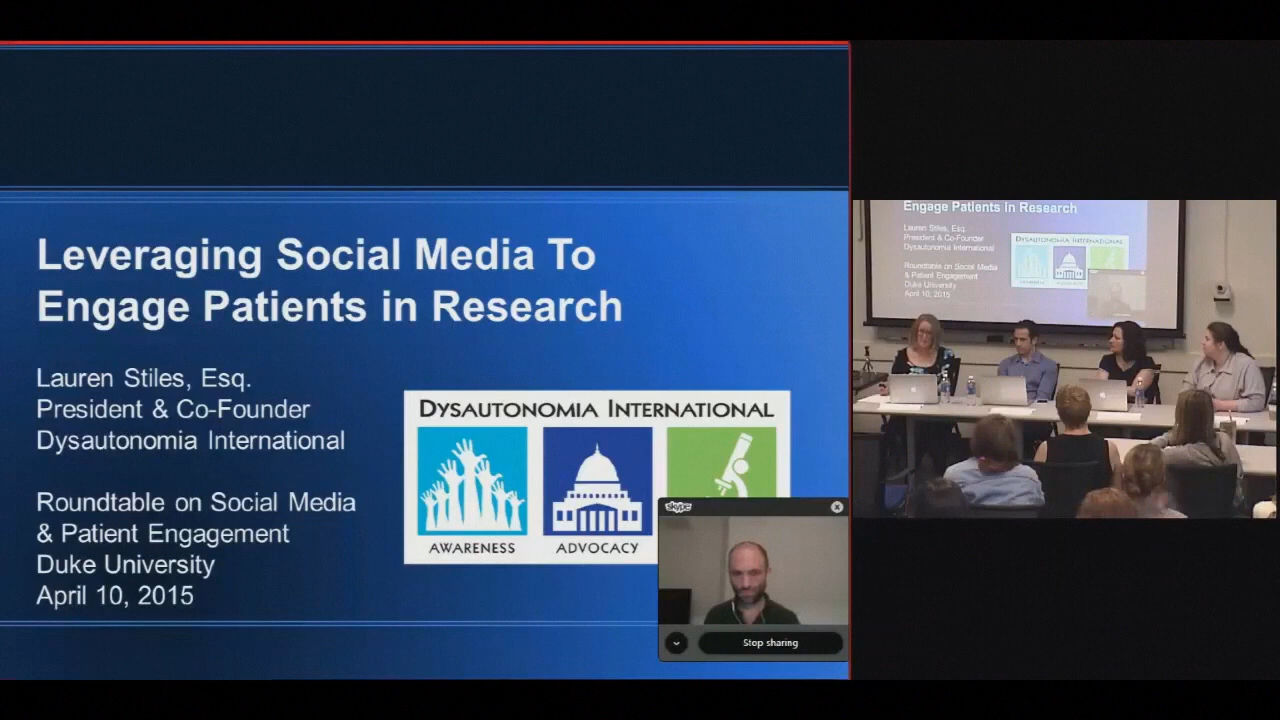 Leveraging Social Media To
Engage Patients in Research
Lauren Stiles, Esq.
President & Co-Founder
Dysautonomia International
Roundtable on Social Media
& Patient Engagement
Duke University
April 10, 2015
DYSAUTONOMIA INTERNATIONAL
AWARENESS
ADVOCACY
skype
Stop sharing
Engage Patients in Research
Lauren Stiles, Esq.
President & Co-Founder
Dysautonomia International
Roundtable on Social Media
& Patient Engagement
Duke University
April 10, 2015
DYSAUTONOMIA INTERNATIONAL